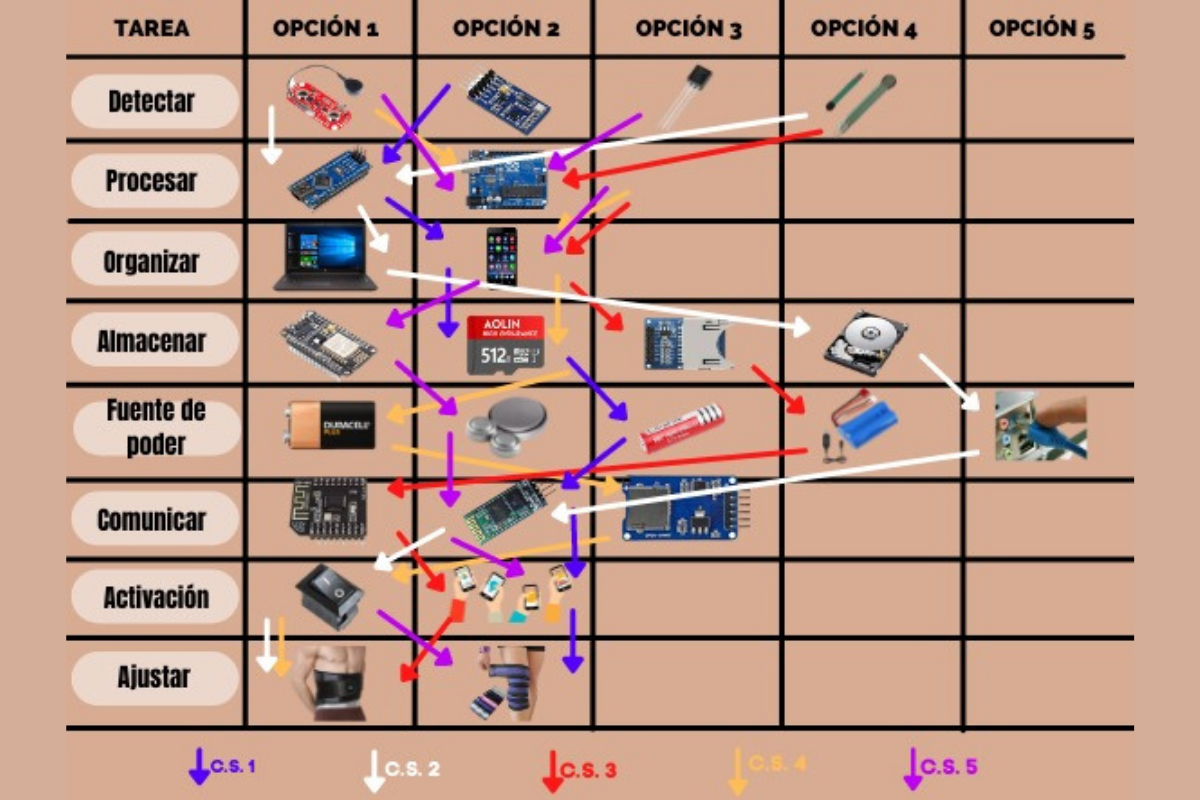 TAREA OPCIÓN 1 OPCIÓN 2 OPCIÓN 3 OPCIÓN 4 OPCIÓN 5
Detectar
Procesar
Organizar
Almacenar
AOLIN
512
Fuente de
poder
DURACELL
PLUS
Comunicar
Activación
Ajustar
C.S. 1 C.S. 2 C.S. 3 C.S. 4 C.S. 5